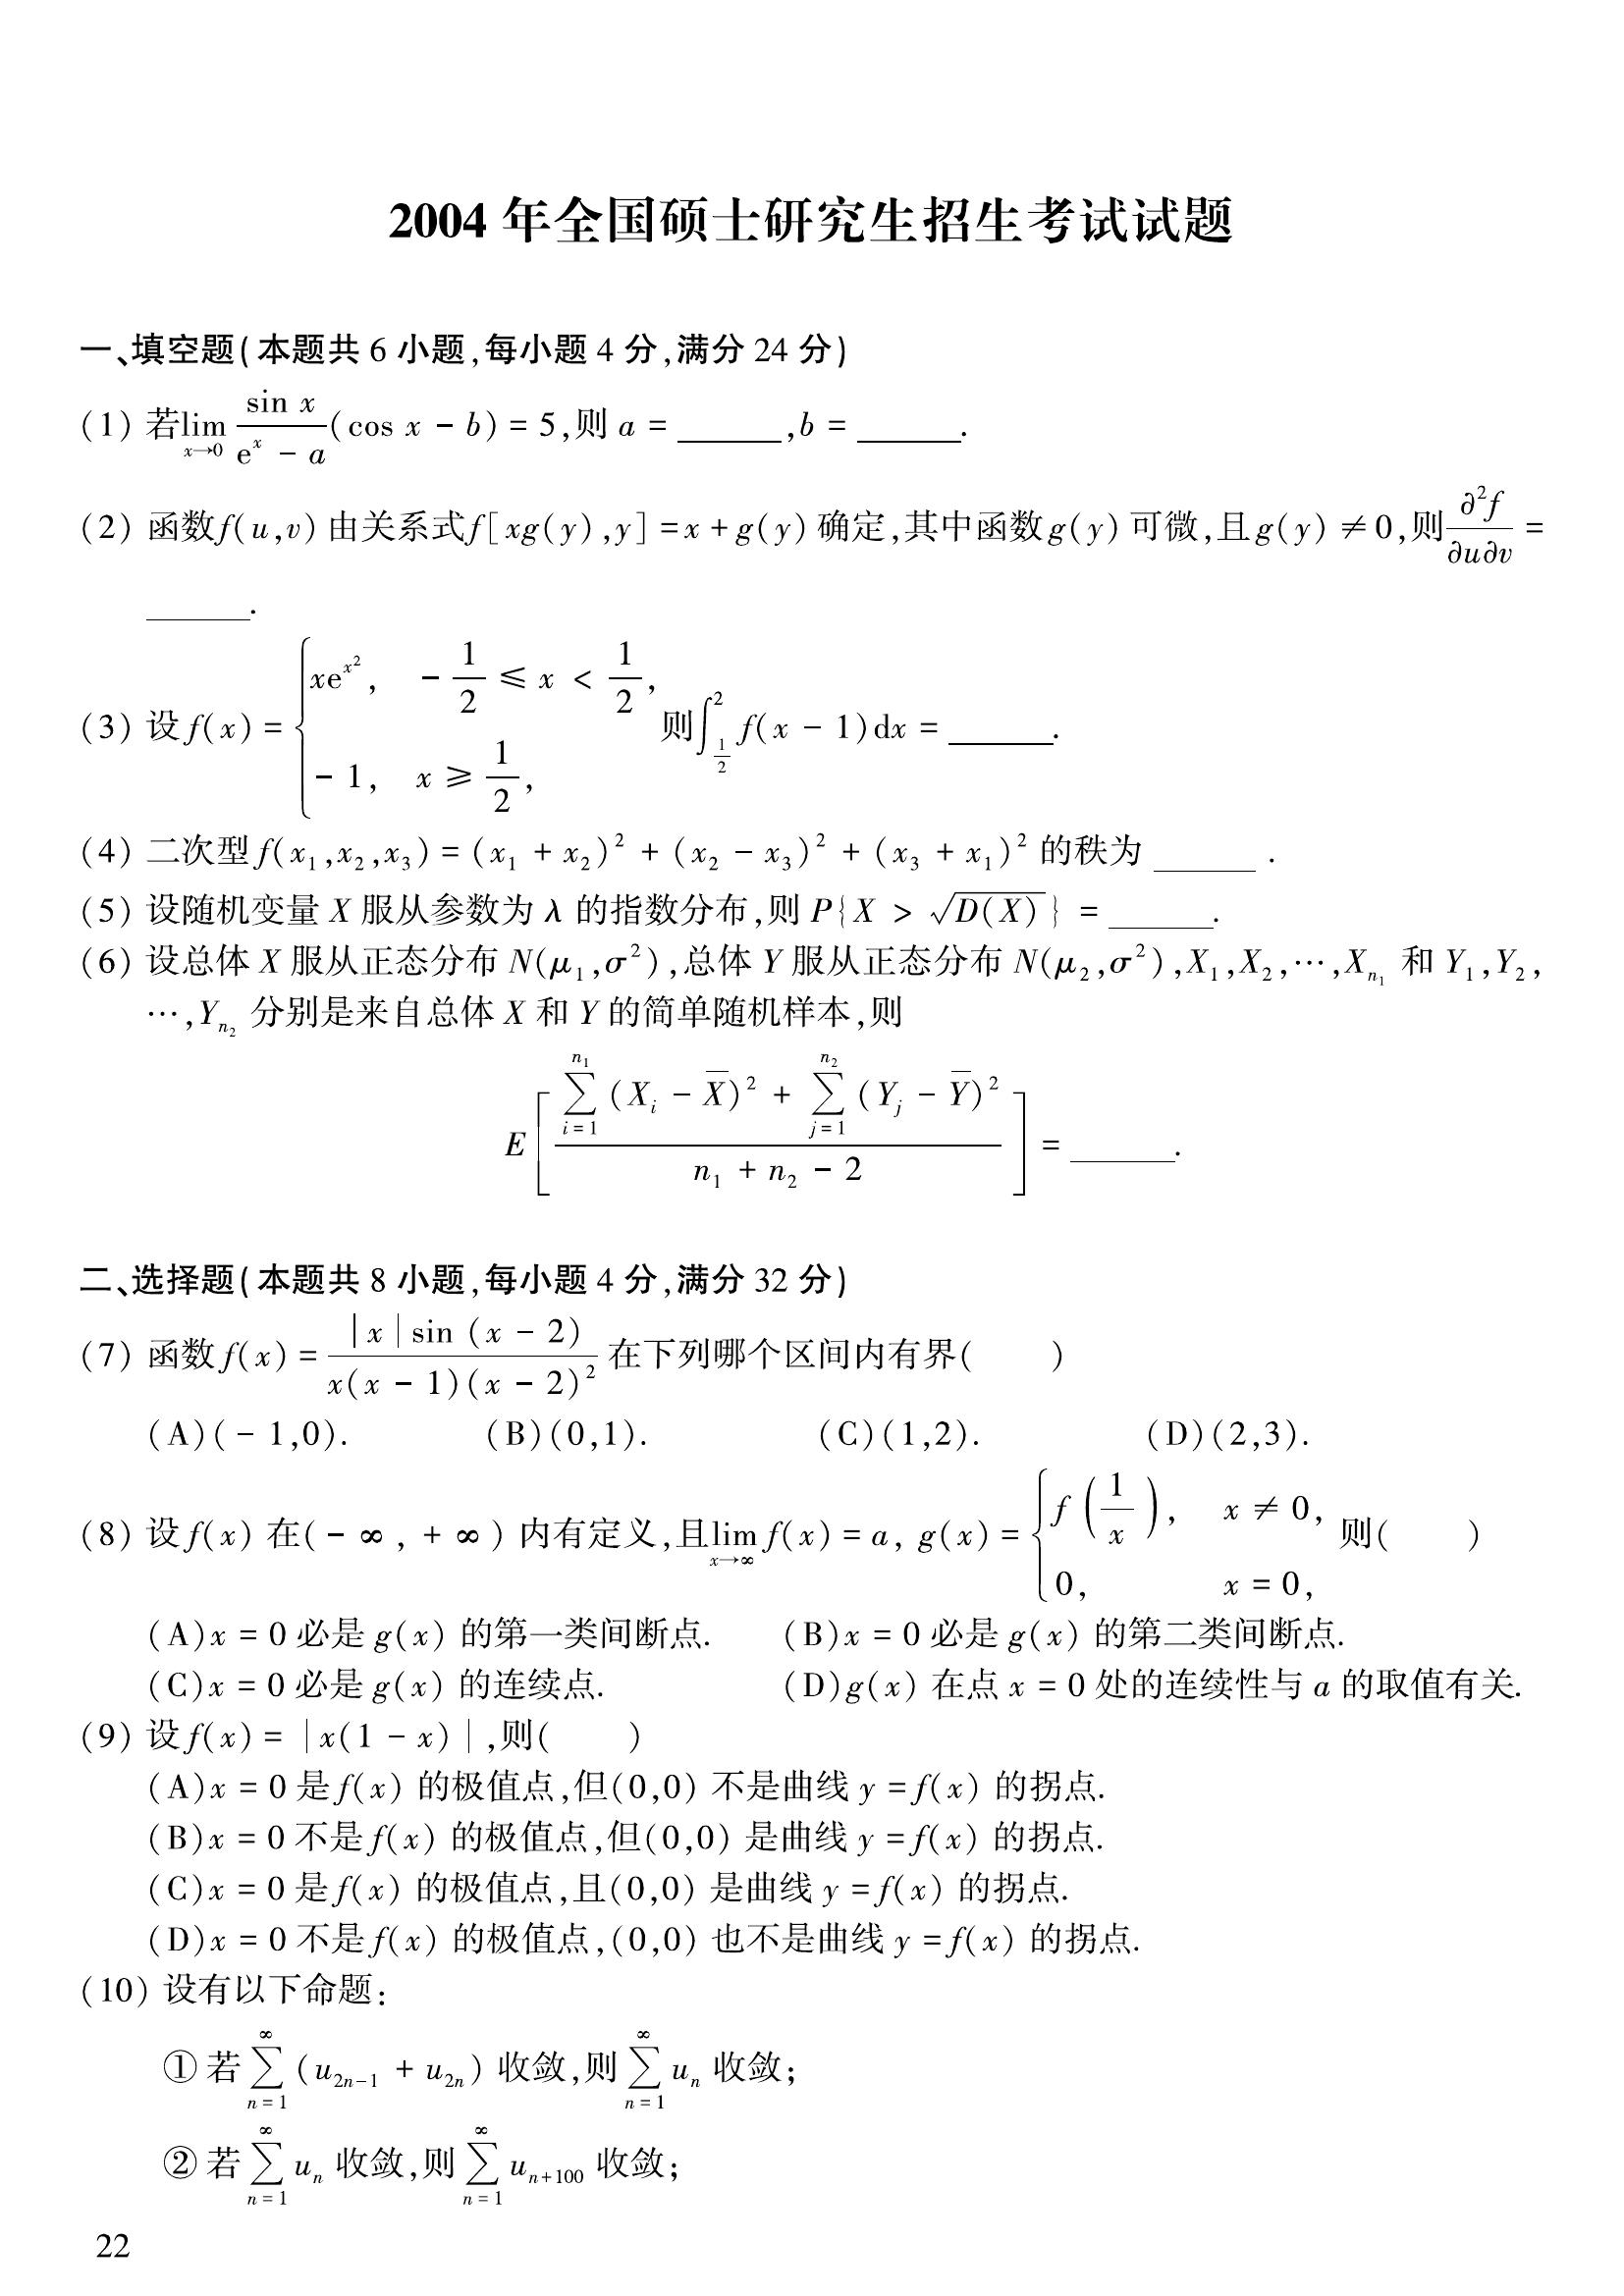 2004 年全国硕士研究生招生考试试题
一、填空题(本题共 6 小题,每小题 4 分,满分 24 分)
(1) 若$\lim_{x\to 0}\frac{\sin x}{e^x - a}(\cos x - b) = 5$,则 a = ______,b = ______.
(2) 函数f(u,v)由关系式f[xg(y),y] = x + g(y)确定,其中函数g(y)可微,且g(y) ≠ 0,则$\frac{\partial^2 f}{\partial u \partial v}$ =
______.
(3) 设f(x) = $\begin{cases} xe^{x^2}, & -\frac{1}{2} \leq x < \frac{1}{2}, \\ -1, & x \geq \frac{1}{2}, \end{cases}$ 则$\int_{\frac{1}{2}}^{2} f(x-1)dx$ = ______.
(4) 二次型$f(x_1,x_2,x_3) = (x_1 + x_2)^2 + (x_2 - x_3)^2 + (x_3 + x_1)^2$ 的秩为 ______ .
(5) 设随机变量 X 服从参数为 λ 的指数分布,则 $P\{X > \sqrt{D(X)}\}$ = ______.
(6) 设总体 X 服从正态分布 $N(\mu_1,\sigma^2)$,总体 Y 服从正态分布 $N(\mu_2,\sigma^2)$,$X_1,X_2,\cdots,X_{n_1}$ 和 $Y_1,Y_2,$
$\cdots,Y_{n_2}$ 分别是来自总体 X 和 Y 的简单随机样本,则
$E\left[\frac{\sum_{i=1}^{n_1}(X_i - \overline{X})^2 + \sum_{j=1}^{n_2}(Y_j - \overline{Y})^2}{n_1 + n_2 - 2}\right]$ = ______.
二、选择题(本题共 8 小题,每小题 4 分,满分 32 分)
(7) 函数 $f(x) = \frac{|x|\sin(x-2)}{x(x-1)(x-2)^2}$ 在下列哪个区间内有界(　　)
(A)(-1,0).　(B)(0,1).　(C)(1,2).　(D)(2,3).
(8) 设f(x) 在(-∞,+∞) 内有定义,且$\lim_{x\to\infty} f(x) = a$, $g(x) = \begin{cases} f\left(\frac{1}{x}\right), & x \neq 0, \\ 0, & x = 0, \end{cases}$ 则(　　)
(A)x = 0 必是 g(x) 的第一类间断点.　(B)x = 0 必是 g(x) 的第二类间断点.
(C)x = 0 必是 g(x) 的连续点.　(D)g(x) 在点 x = 0 处的连续性与 a 的取值有关.
(9) 设f(x) = |x(1 - x)|,则(　　)
(A)x = 0 是f(x) 的极值点,但(0,0) 不是曲线 y = f(x) 的拐点.
(B)x = 0 不是f(x) 的极值点,但(0,0) 是曲线 y = f(x) 的拐点.
(C)x = 0 是f(x) 的极值点,且(0,0) 是曲线 y = f(x) 的拐点.
(D)x = 0 不是f(x) 的极值点,(0,0) 也不是曲线 y = f(x) 的拐点.
(10) 设有以下命题:
① 若$\sum_{n=1}^{\infty}(u_{2n-1} + u_{2n})$ 收敛,则$\sum_{n=1}^{\infty} u_n$ 收敛;
② 若$\sum_{n=1}^{\infty} u_n$ 收敛,则$\sum_{n=1}^{\infty} u_{n+100}$ 收敛;
22